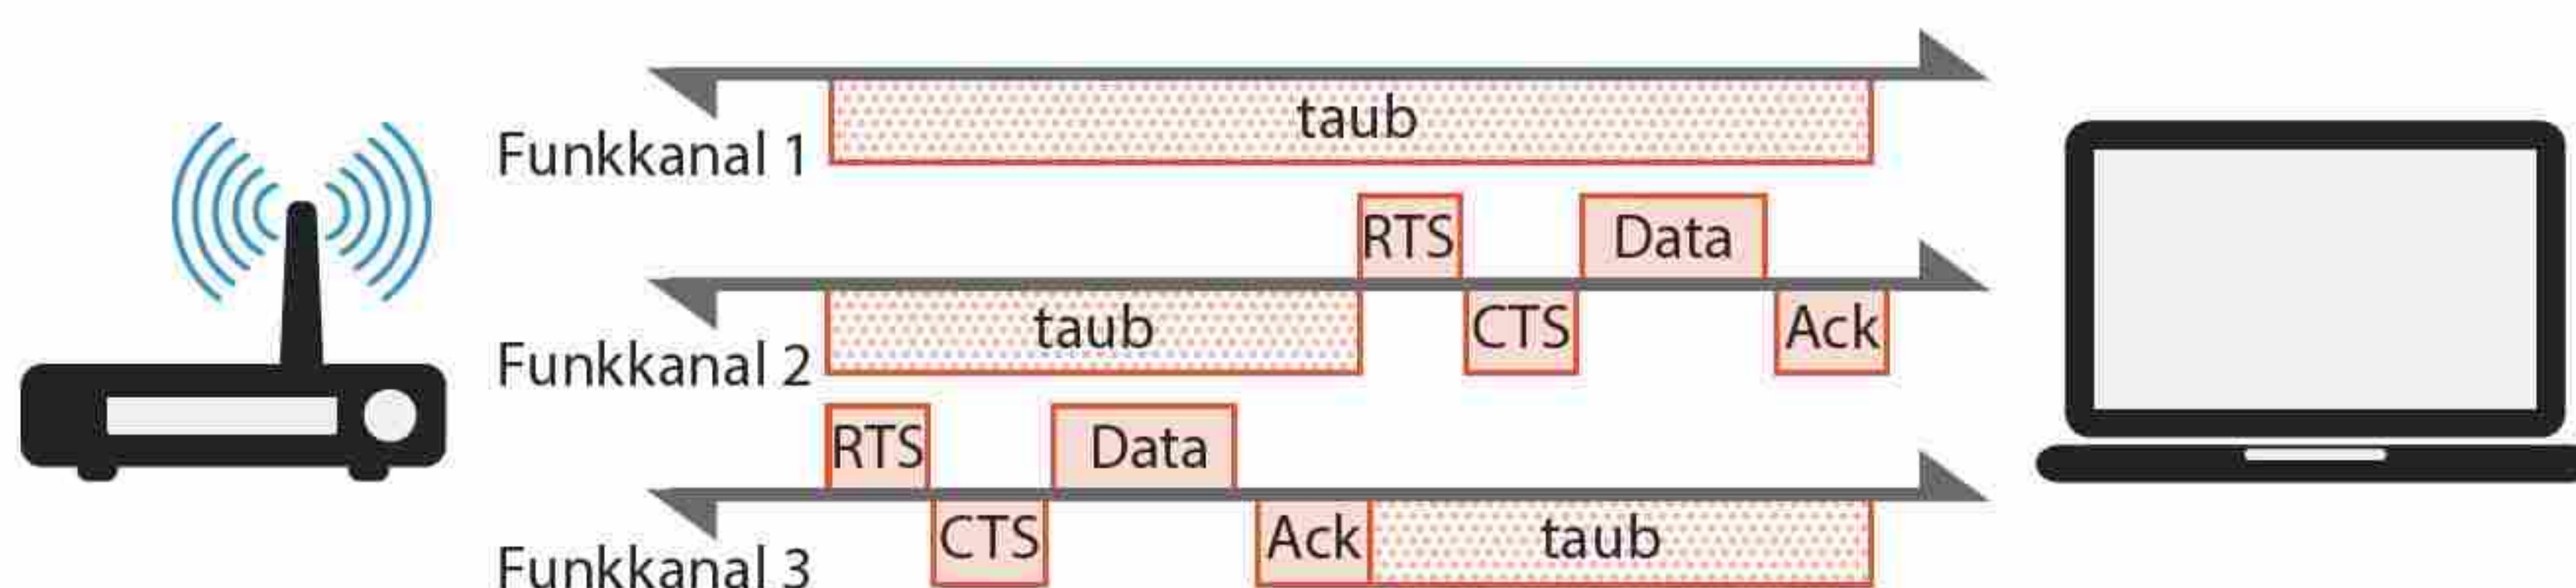 taub
Funkkanal 1
RTS Data
taub CTS Ack
Funkkanal 2
RTS Data
CTS Ack taub
Funkkanal 3